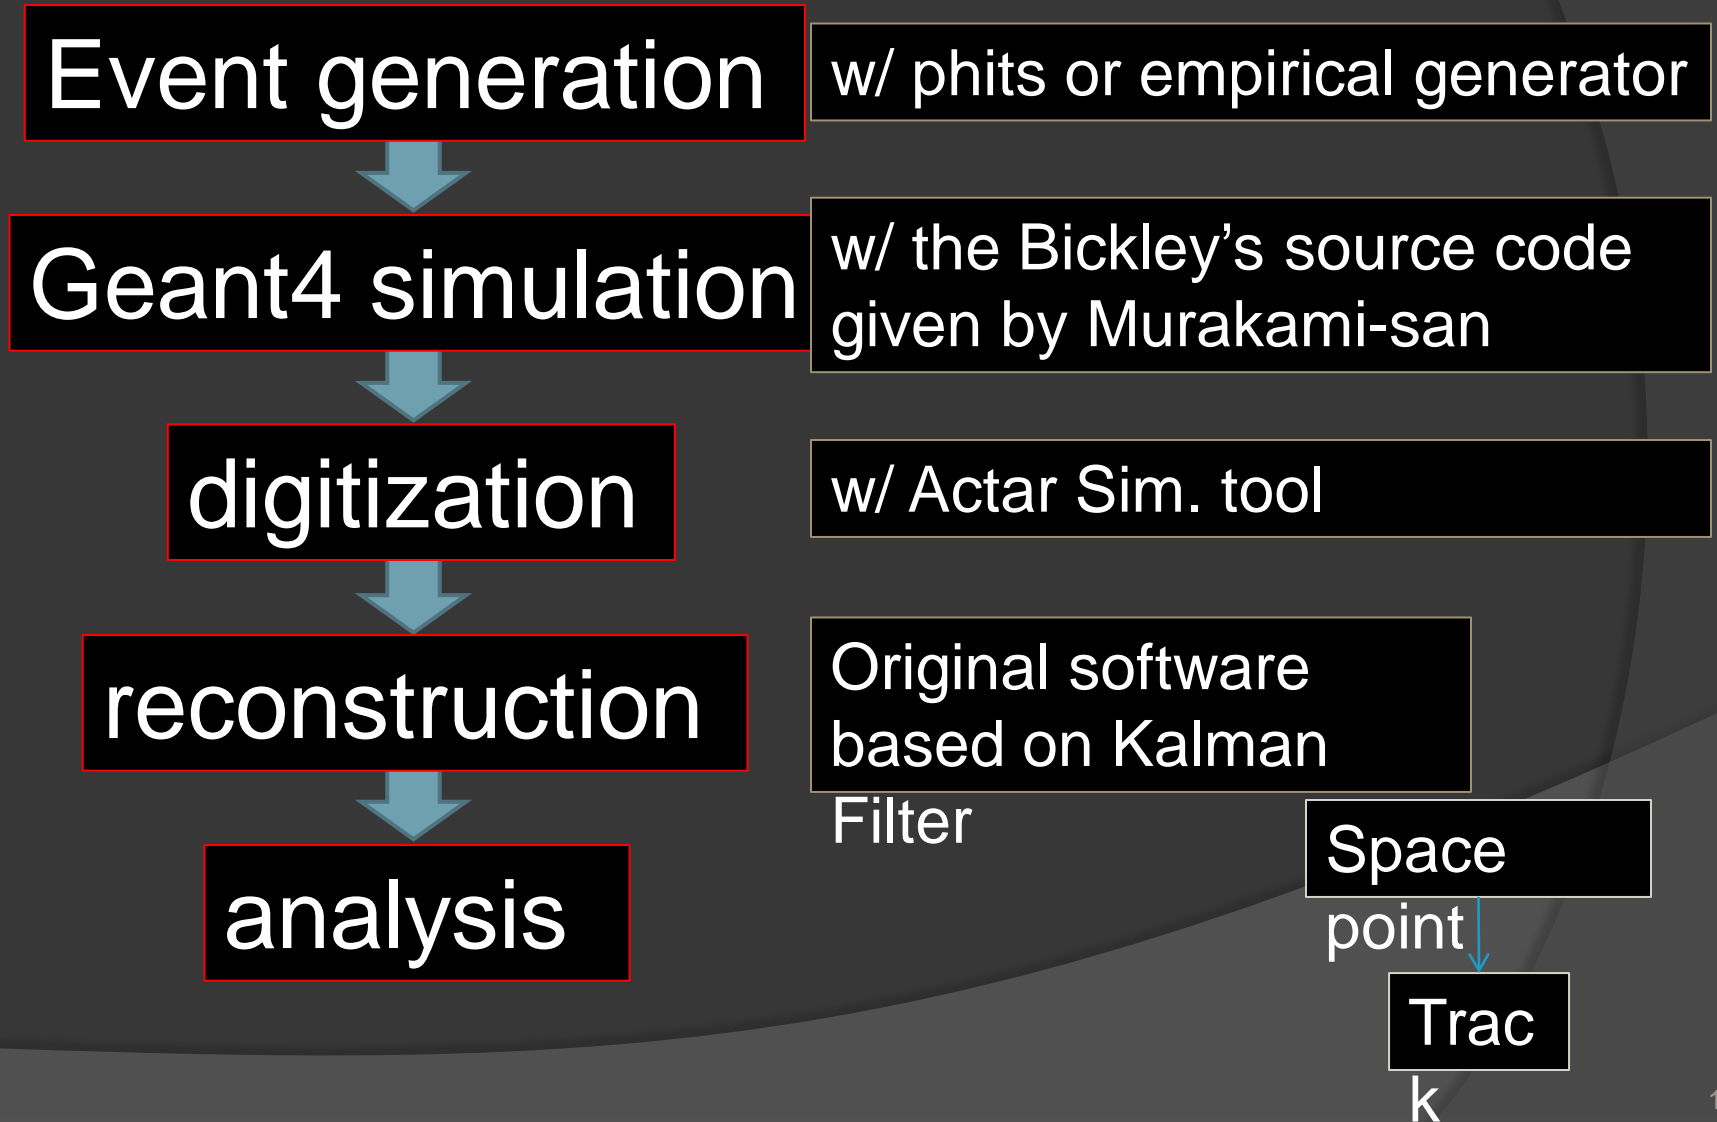 Event generation
w/ phits or empirical generator
Geant4 simulation
w/ the Bickley’s source code
given by Murakami-san
digitization
w/ Actar Sim. tool
reconstruction
Original software
based on Kalman
Filter
analysis
Space
point
Trac
k